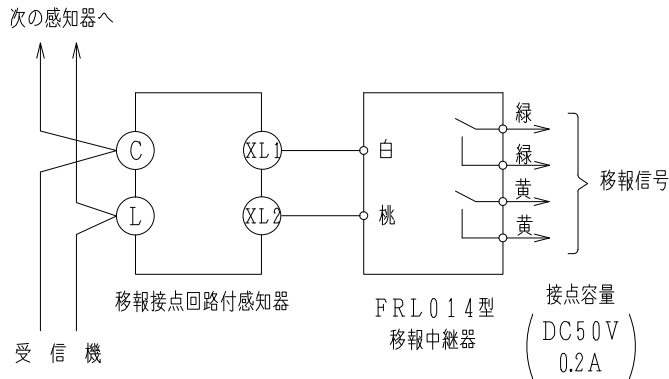 次の感知器へ
C
L
XL1
XL2
白
桃
緑
緑
黄
黄
移報信号
移報接点回路付感知器
FRL014型
移報中継器
接点容量
DC50V
0.2A
受信機